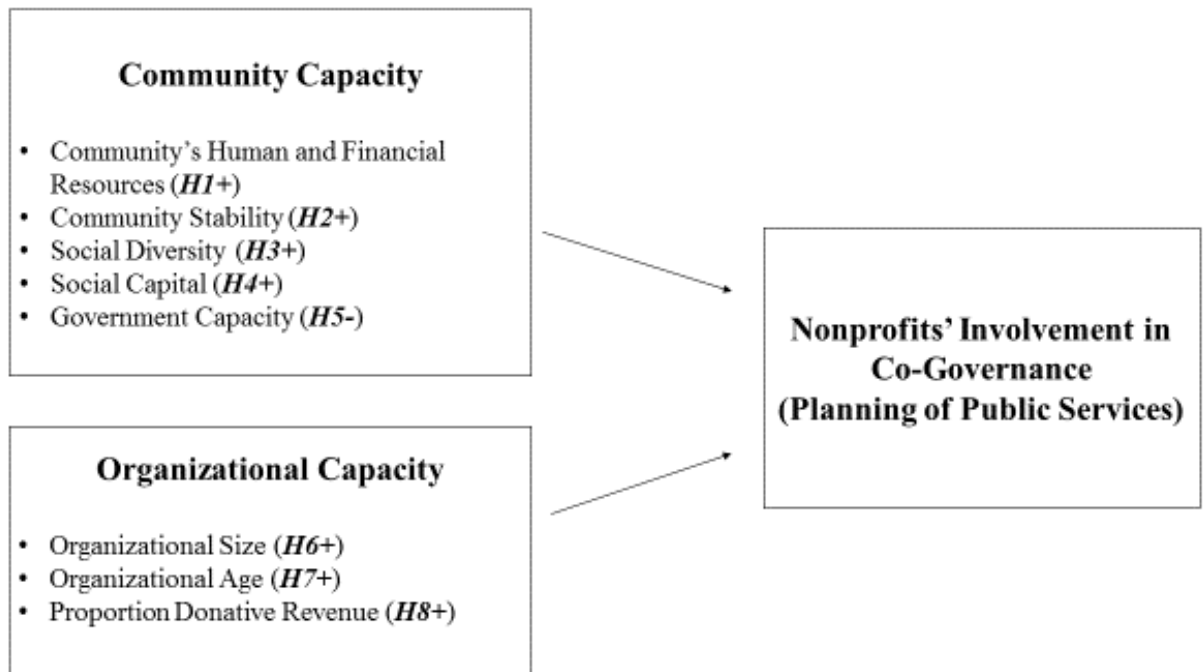 Community Capacity
• Community's Human and Financial
Resources (H1+)
• Community Stability (H2+)
• Social Diversity (H3+)
• Social Capital (H4+)
• Government Capacity (H5-)
Organizational Capacity
• Organizational Size (H6+)
• Organizational Age (H7+)
• Proportion Donative Revenue (H8+)
Nonprofits' Involvement in
Co-Governance
(Planning of Public Services)